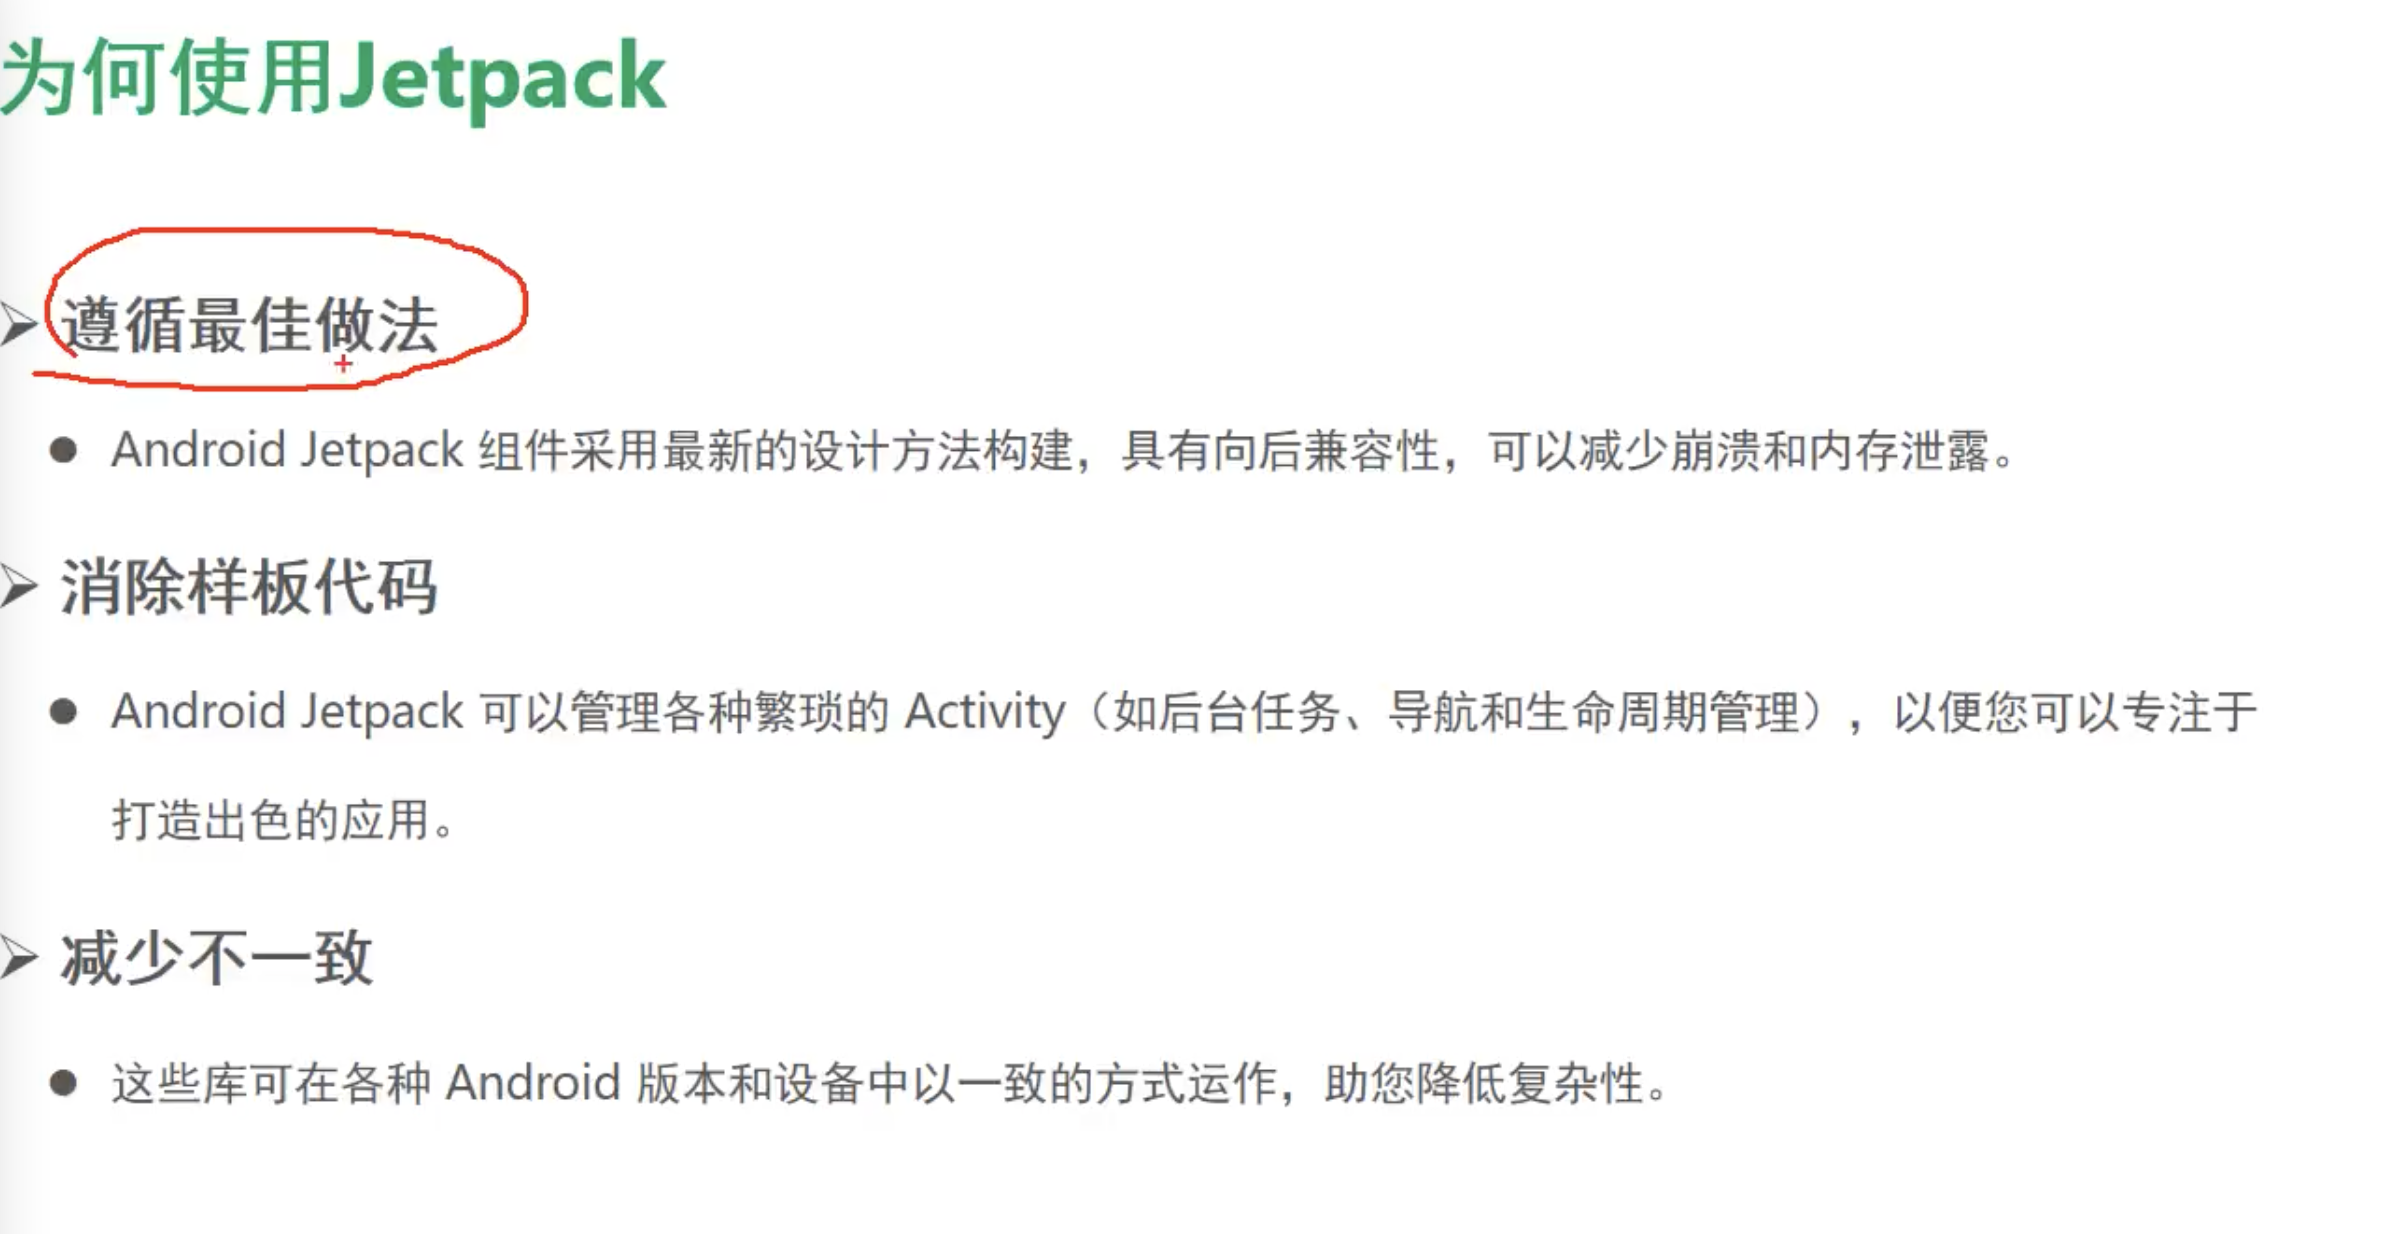 为何使用Jetpack
遵循最佳做法
Android Jetpack 组件采用最新的设计方法构建，具有向后兼容性，可以减少崩溃和内存泄露。
消除样板代码
Android Jetpack 可以管理各种繁琐的 Activity（如后台任务、导航和生命周期管理），以便您可以专注于
打造出色的应用。
减少不一致
这些库可在各种 Android 版本和设备中以一致的方式运作，助您降低复杂性。